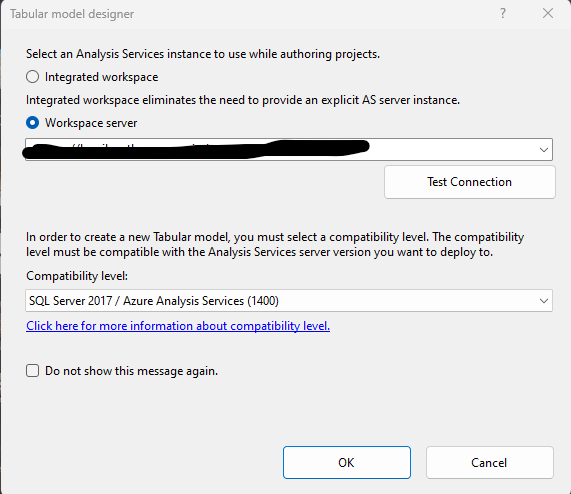 Tabular model designer
Select an Analysis Services instance to use while authoring projects.
Integrated workspace
Integrated workspace eliminates the need to provide an explicit AS server instance.
Workspace server
Test Connection
In order to create a new Tabular model, you must select a compatibility level. The compatibility
level must be compatible with the Analysis Services server version you want to deploy to.
Compatibility level:
SQL Server 2017 / Azure Analysis Services (1400)
Click here for more information about compatibility level.
Do not show this message again.
OK
Cancel